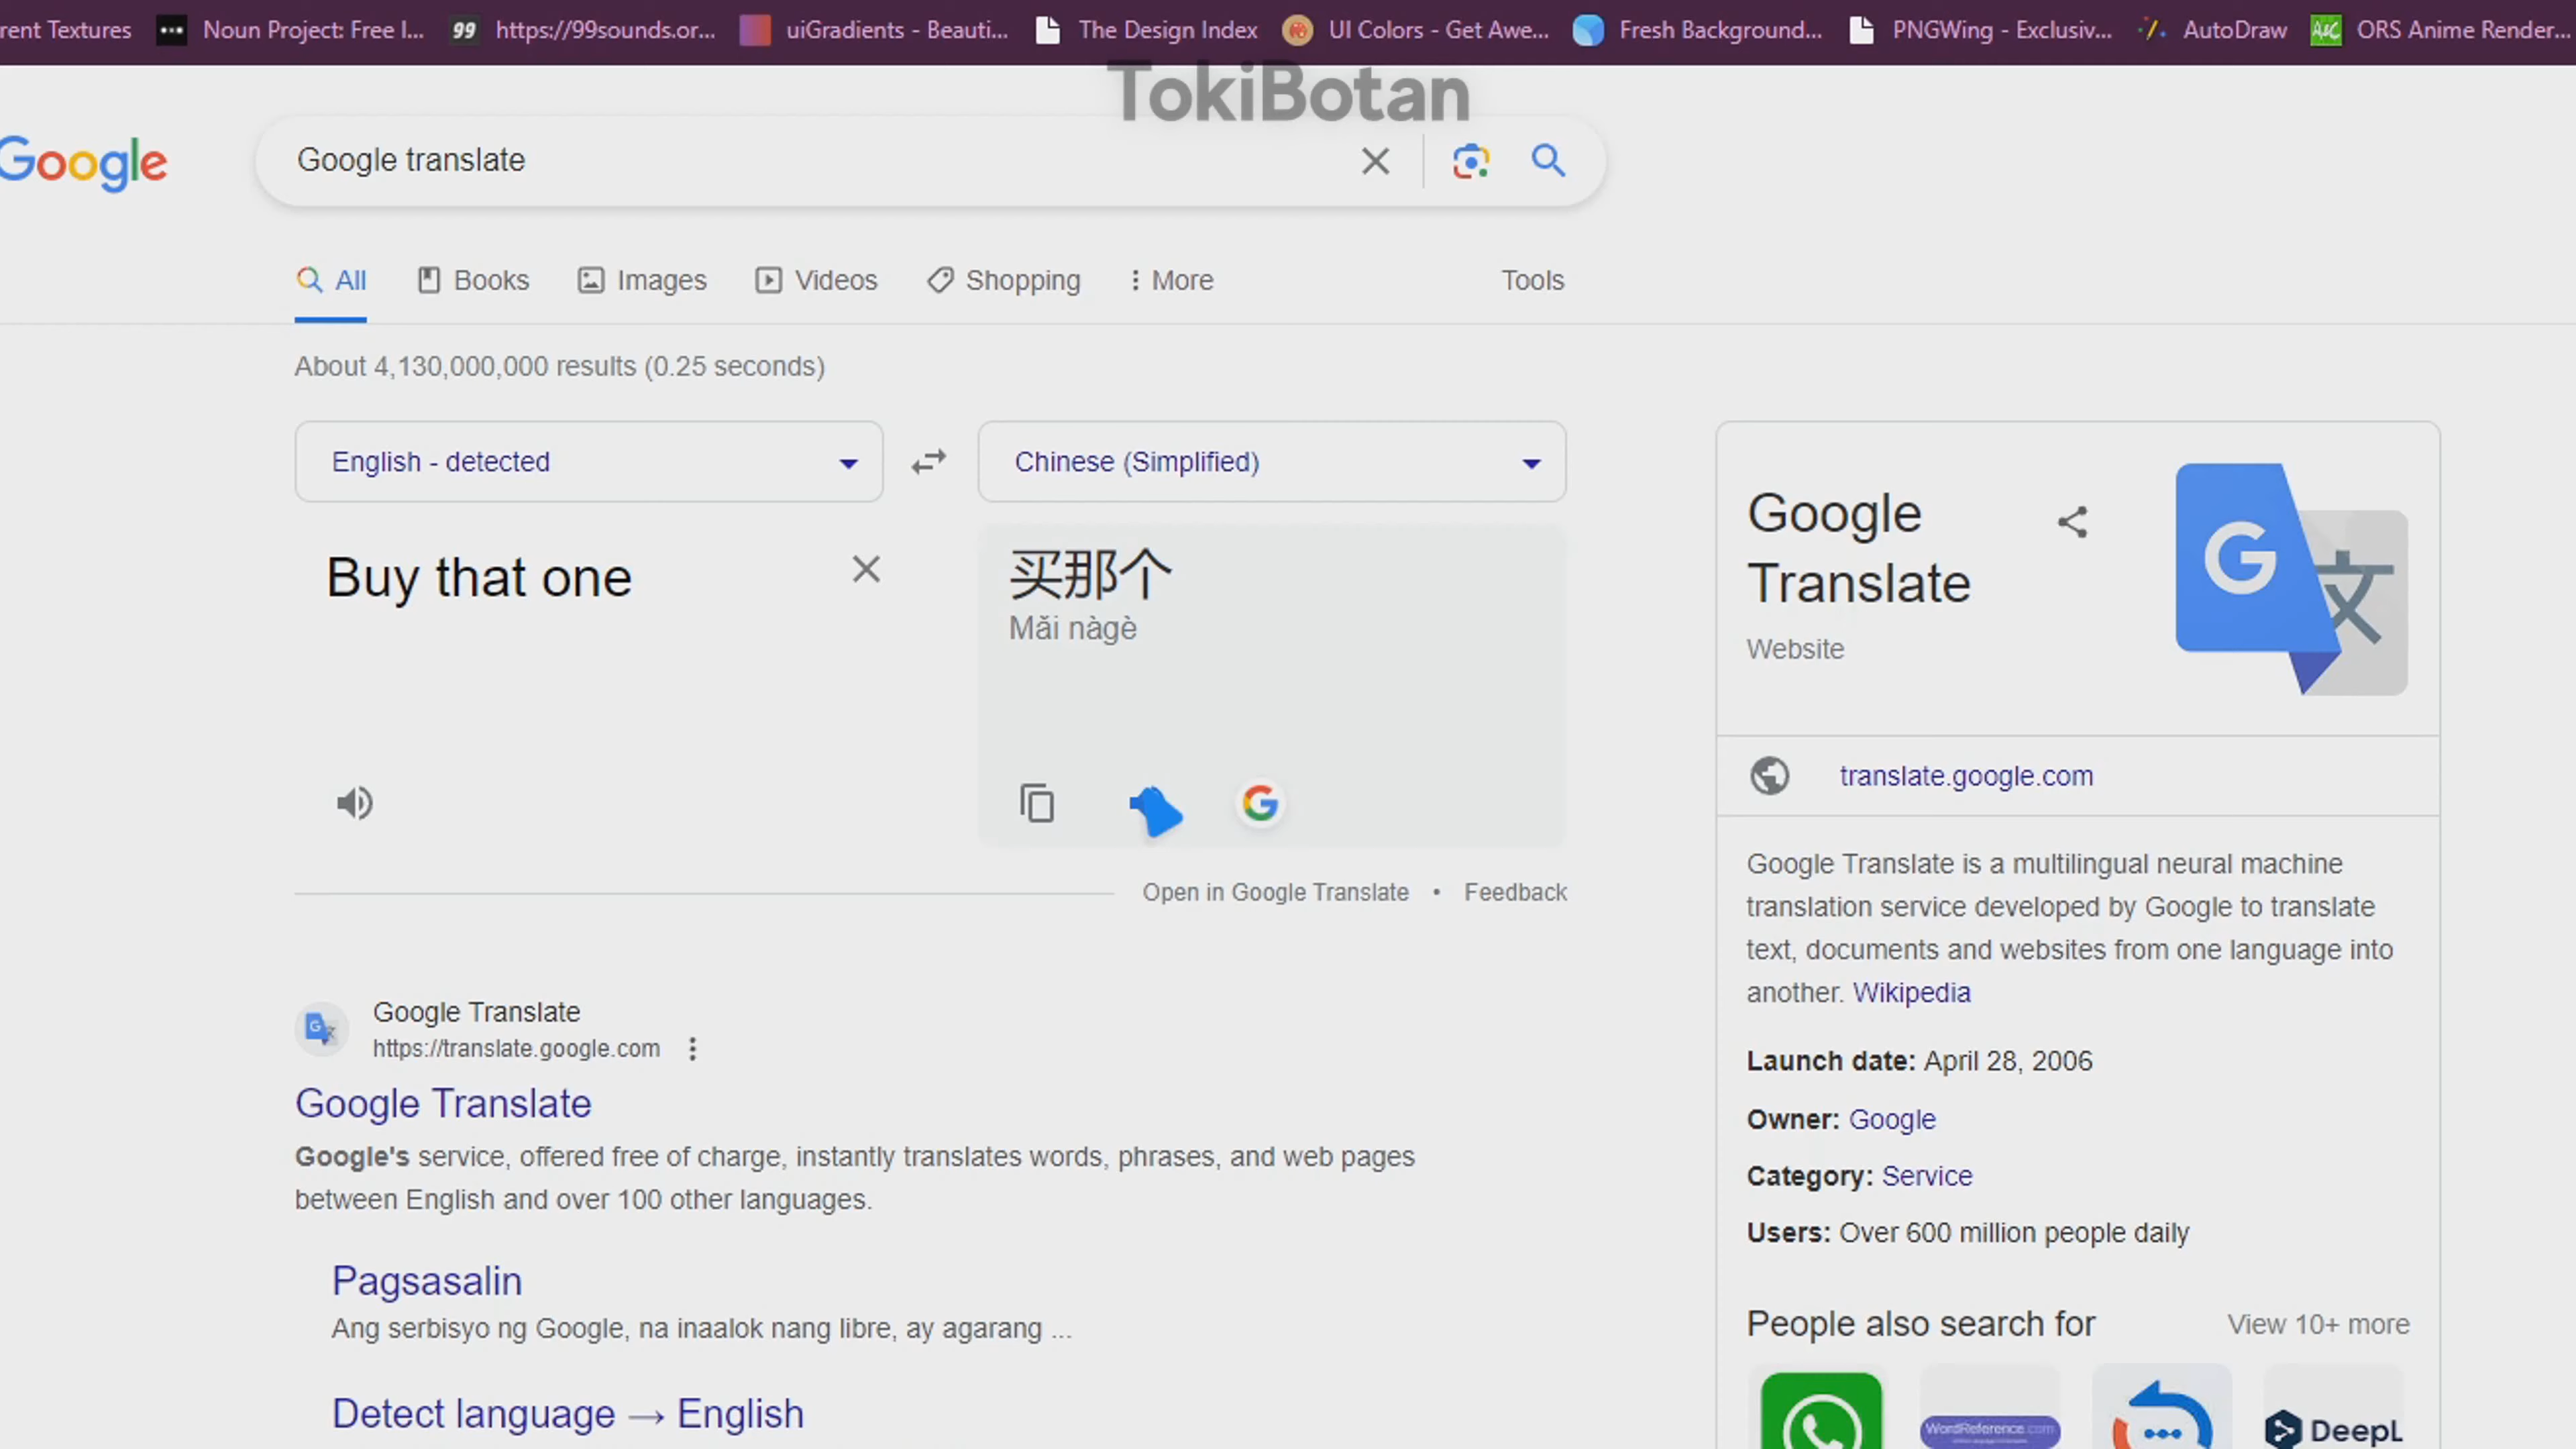 rent Textures
Noun Project: Free I...
99
https://99sounds.or...
uiGradients - Beauti...
The Design Index
UI Colors - Get Awe...
Fresh Background...
PNGWing - Exclusiv...
AutoDraw
A&C
ORS Anime Render...
TokiBotan
Google
Google translate
All
Books
Images
Videos
Shopping
More
Tools
About 4,130,000,000 results (0.25 seconds)
English - detected
Chinese (Simplified)
Buy that one
买那个
Mǎi nàgè
G
Open in Google Translate • Feedback
Google Translate
https://translate.google.com
Google Translate
Google's service, offered free of charge, instantly translates words, phrases, and web pages
between English and over 100 other languages.
Pagsasalin
Ang serbisyo ng Google, na inaalok nang libre, ay agarang ...
Detect language → English
Google
Translate
Website
G
文
translate.google.com
Google Translate is a multilingual neural machine
translation service developed by Google to translate
text, documents and websites from one language into
another. Wikipedia
Launch date: April 28, 2006
Owner: Google
Category: Service
Users: Over 600 million people daily
People also search for
View 10+ more
WordReference.com
DeepL